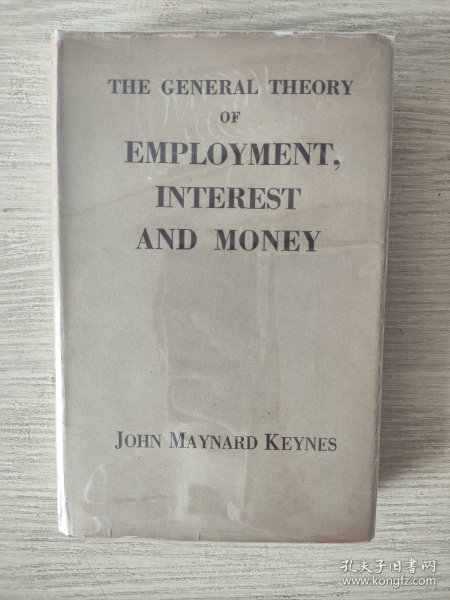 THE GENERAL THEORY
OF
EMPLOYMENT,
INTEREST
AND MONEY
JOHN MAYNARD KEYNES
孔夫子旧书网
www.kongfz.com